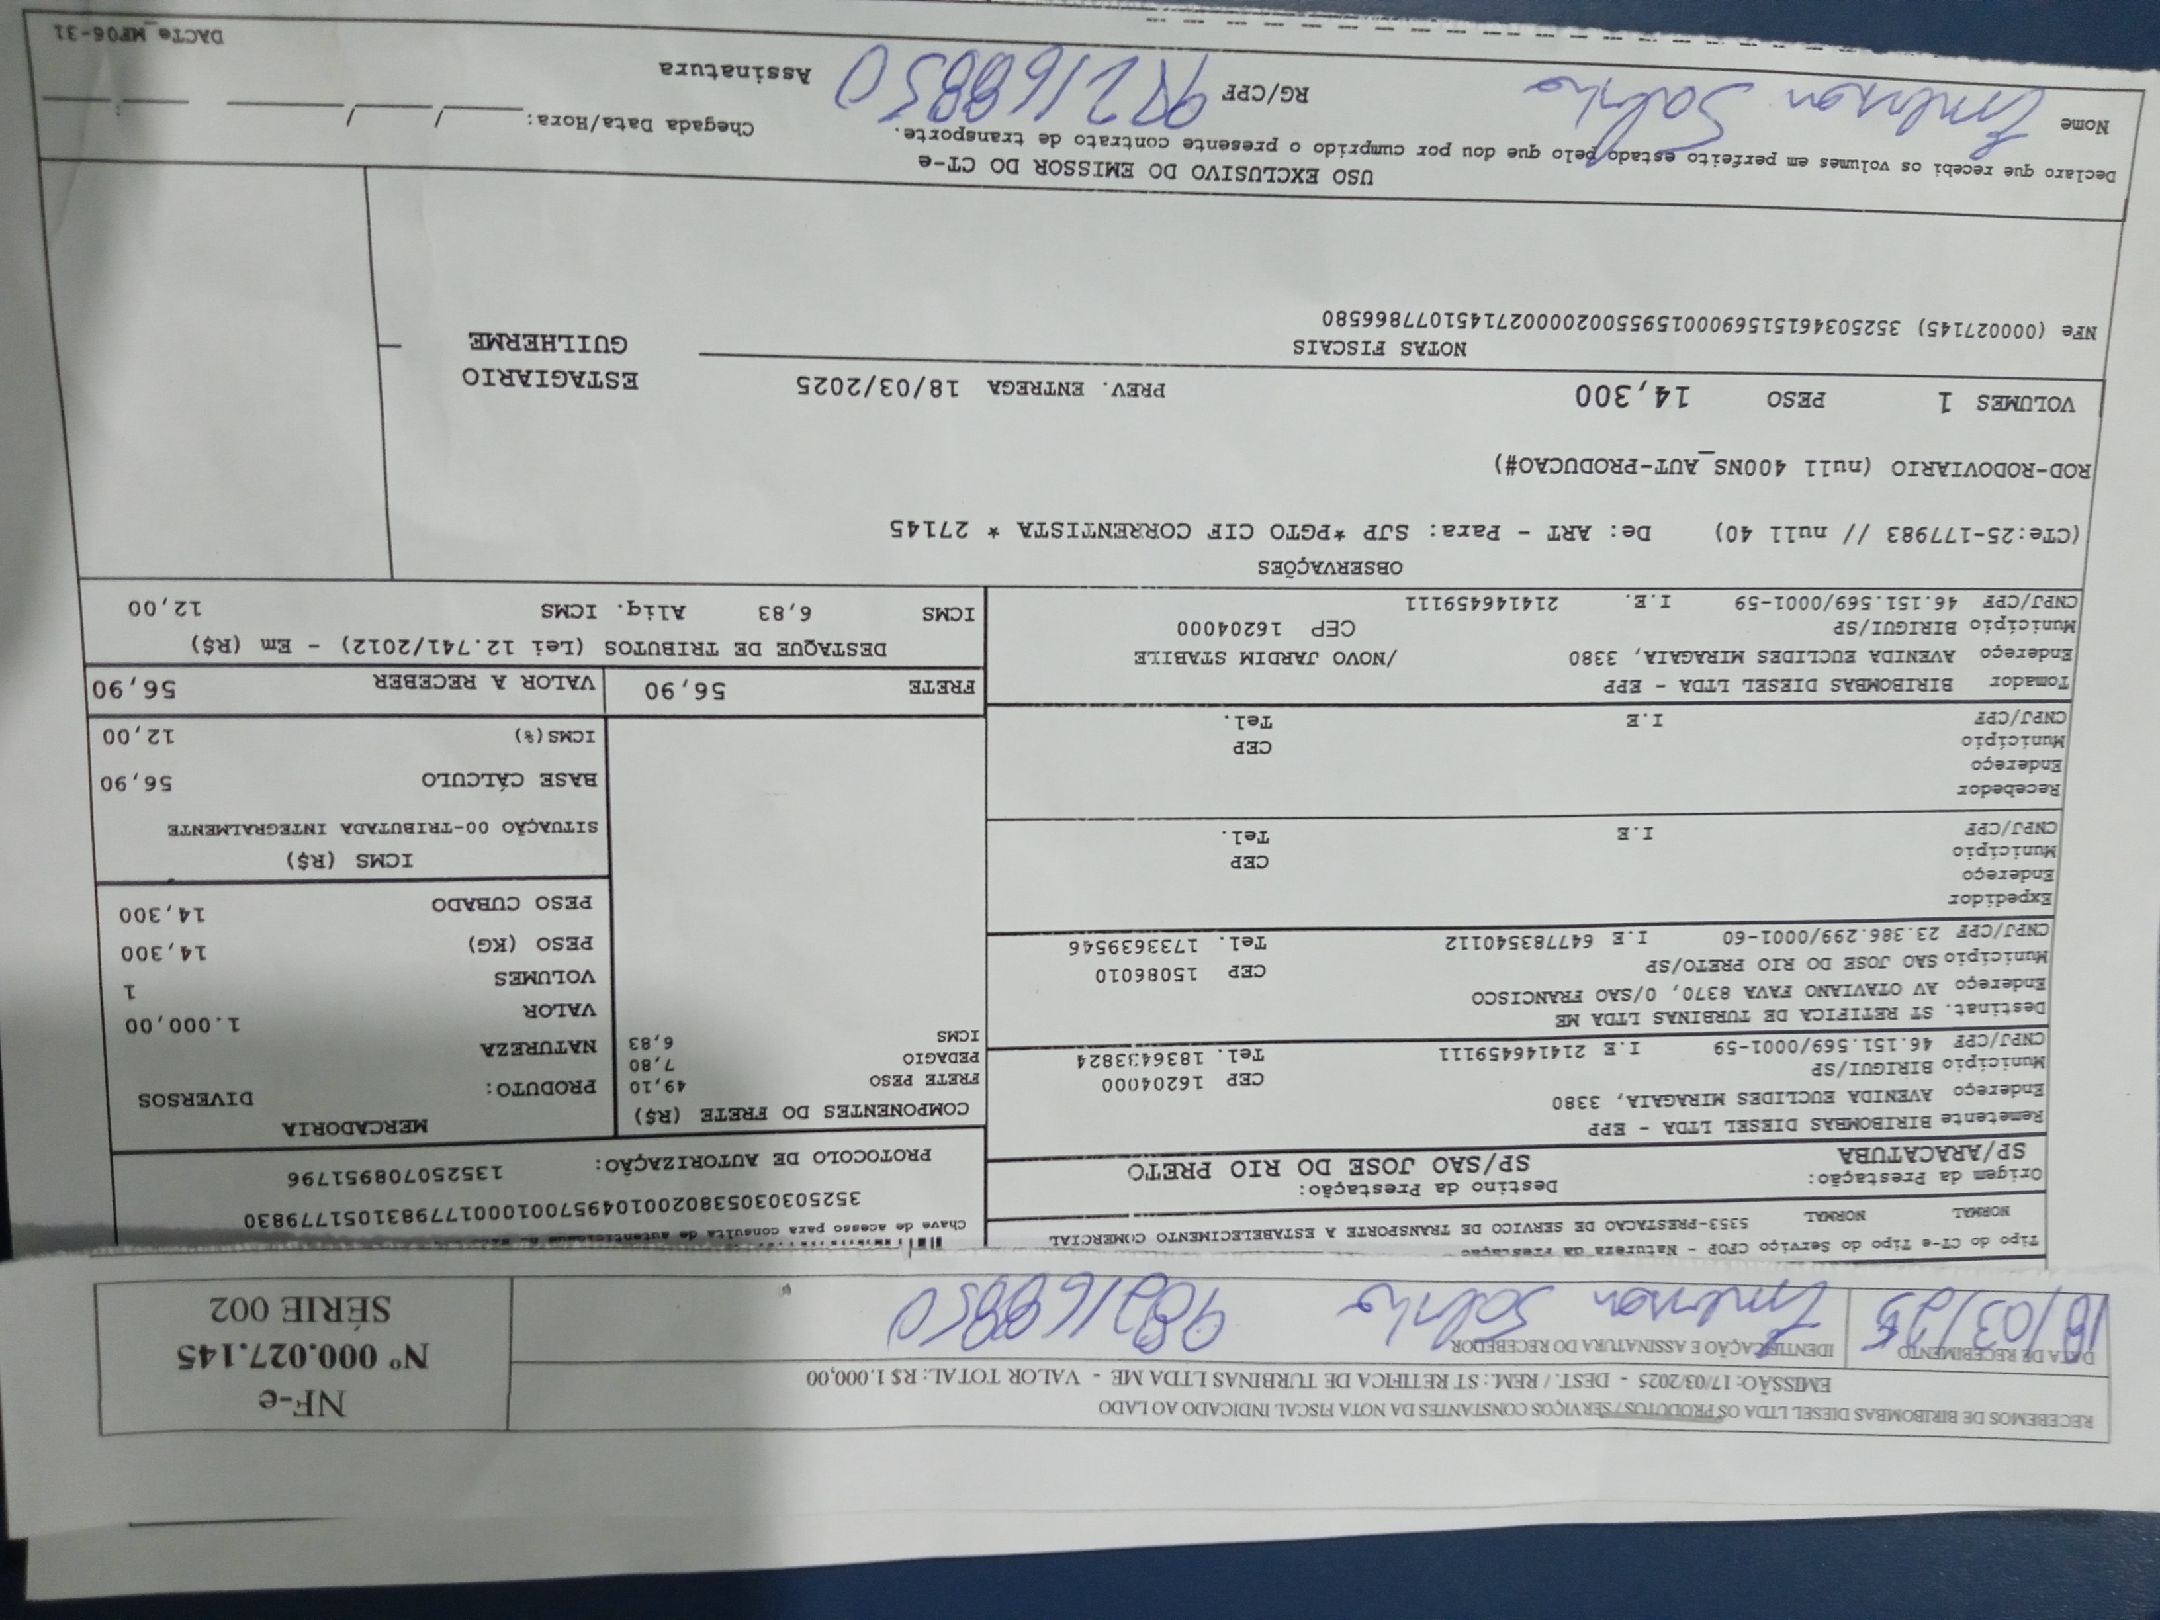 RECEBEMOS DE BIRIBOMBAS DIESEL LTDA OS PRODUTOS / SERVIÇOS CONSTANTES DA NOTA FISCAL INDICADO AO LADO
EMISSÃO: 17/03/2025 - DEST. / REM.: ST RETIFICA DE TURBINAS LTDA ME - VALOR TOTAL: R$ 1.000,00
DATA DE RECEBIMENTO
18/03/25
IDENTIFICAÇÃO E ASSINATURA DO RECEBEDOR
Emerson Sobrinho
NF-e
Nº 000.027.145
SÉRIE 002
Tipo do CT-e Tipo do Serviço CFOP - Natureza da Prestação
NORMAL NORMAL 5353-PRESTACAO DE SERVICO DE TRANSPORTE A ESTABELECIMENTO COMERCIAL
Origem da Prestação: Destino da Prestação:
SP/ARACATUBA SP/SAO JOSE DO RIO PRETO
Remetente BIRIBOMBAS DIESEL LTDA - EPP
Endereço AVENIDA EUCLIDES MIRAGAIA, 3380
Município BIRIGUI/SP CEP 16204000
CNPJ/CPF 46.151.569/0001-59 I.E 214146459111 Tel. 1836433824
Destinat. ST RETIFICA DE TURBINAS LTDA ME
Endereço AV OTAVIANO FAVA 8370, 0/SAO FRANCISCO
Município SAO JOSE DO RIO PRETO/SP CEP 15086010
CNPJ/CPF 23.386.299/0001-60 I.E 647783540112 Tel. 1733639546
Expedidor
Endereço
Município CEP
CNPJ/CPF I.E Tel.
Recebedor
Endereço
Município CEP
CNPJ/CPF I.E Tel.
Tomador BIRIBOMBAS DIESEL LTDA - EPP
Endereço AVENIDA EUCLIDES MIRAGAIA, 3380 /NOVO JARDIM STABILE
Município BIRIGUI/SP CEP 16204000
CNPJ/CPF 46.151.569/0001-59 I.E. 214146459111
Chave de acesso para consulta de autenticidade
35250303053802001049570010001779831051779830
PROTOCOLO DE AUTORIZAÇÃO: 135250708951796
COMPONENTES DO FRETE (R$)
FRETE PESO 49,10
PEDAGIO 7,80
ICMS 6,83
MERCADORIA
PRODUTO: DIVERSOS
NATUREZA
VALOR 1.000,00
VOLUMES 1
PESO (KG) 14,300
PESO CUBADO 14,300
ICMS (R$)
SITUAÇÃO 00-TRIBUTADA INTEGRALMENTE
BASE CÁLCULO 56,90
ICMS(%) 12,00
FRETE 56,90 VALOR A RECEBER 56,90
DESTAQUE DE TRIBUTOS (Lei 12.741/2012) - Em (R$)
ICMS 6,83 Aliq. ICMS 12,00
OBSERVAÇÕES
(CTe:25-177983 // null 40) De: ART - Para: SJP *PGTO CIF CORRENTISTA * 27145
ROD-RODOVIARIO (null 400NS_AUT-PRODUCAO#)
VOLUMES 1 PESO 14,300 PREV. ENTREGA 18/03/2025
ESTAGIARIO
GUILHERME
NOTAS FISCAIS
NFe (000027145) 35250346151569000159550020000271451077866580
USO EXCLUSIVO DO EMISSOR DO CT-e
Declaro que recebi os volumes em perfeito estado pelo que dou por cumprido o presente contrato de transporte.
Chegada Data/Hora: ____/____/____ __:__
Nome Emerson Sobrinho RG/CPF Assinatura
DACTe_MF06-31